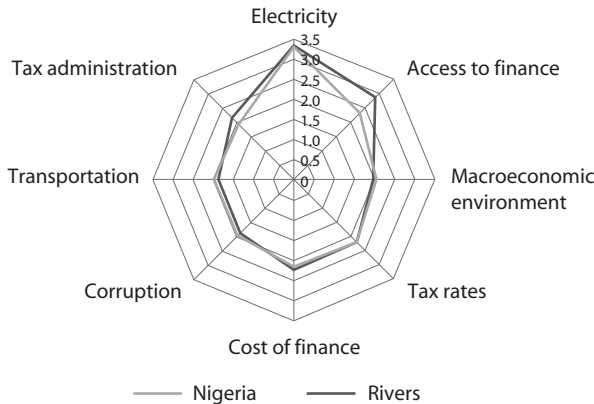 Electricity
3.5
3.0
2.5
2.0
1.5
1.0
0.5
0
Access to finance
Macroeconomic
environment
Tax rates
Cost of finance
Corruption
Transportation
Tax administration
Nigeria
Rivers